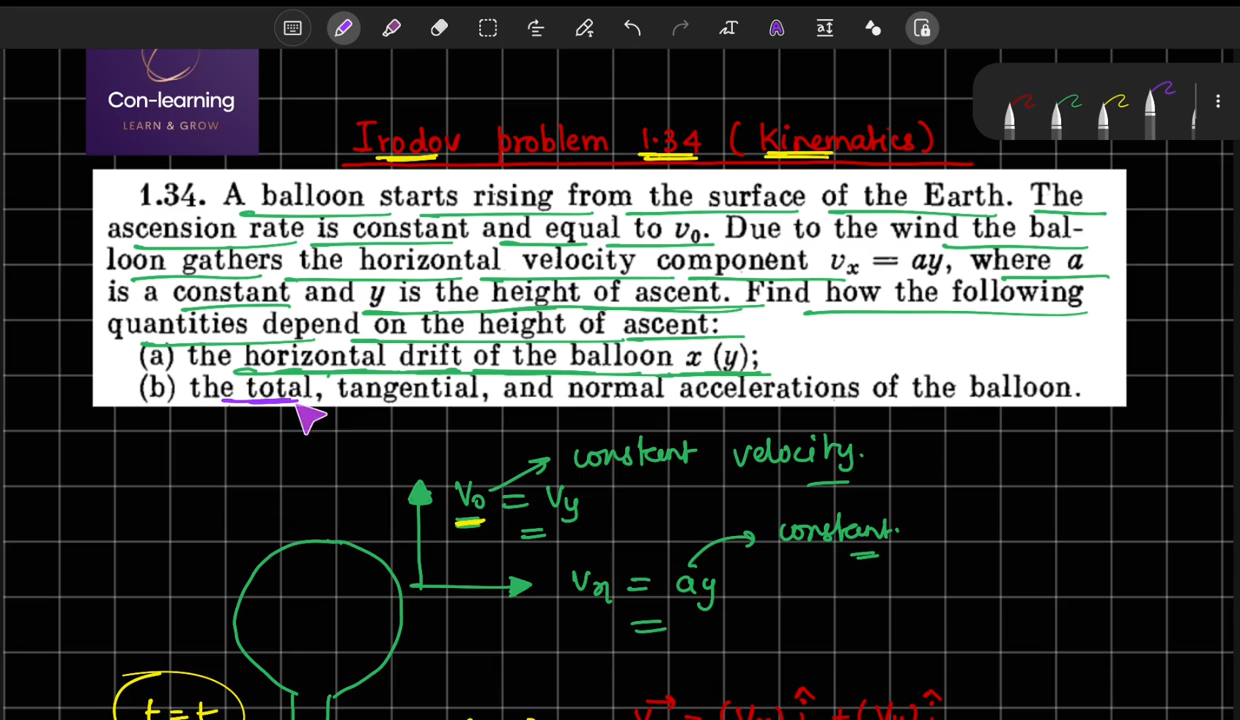 Con-learning
LEARN & GROW
Irodov problem 1.34 (Kinematics)
1.34. A balloon starts rising from the surface of the Earth. The
ascension rate is constant and equal to v₀. Due to the wind the bal-
loon gathers the horizontal velocity component vₓ = ay, where a
is a constant and y is the height of ascent. Find how the following
quantities depend on the height of ascent:
(a) the horizontal drift of the balloon x (y);
(b) the total, tangential, and normal accelerations of the balloon.
constant velocity.
V₀ = Vy
constant.
Vx = ay
t = t